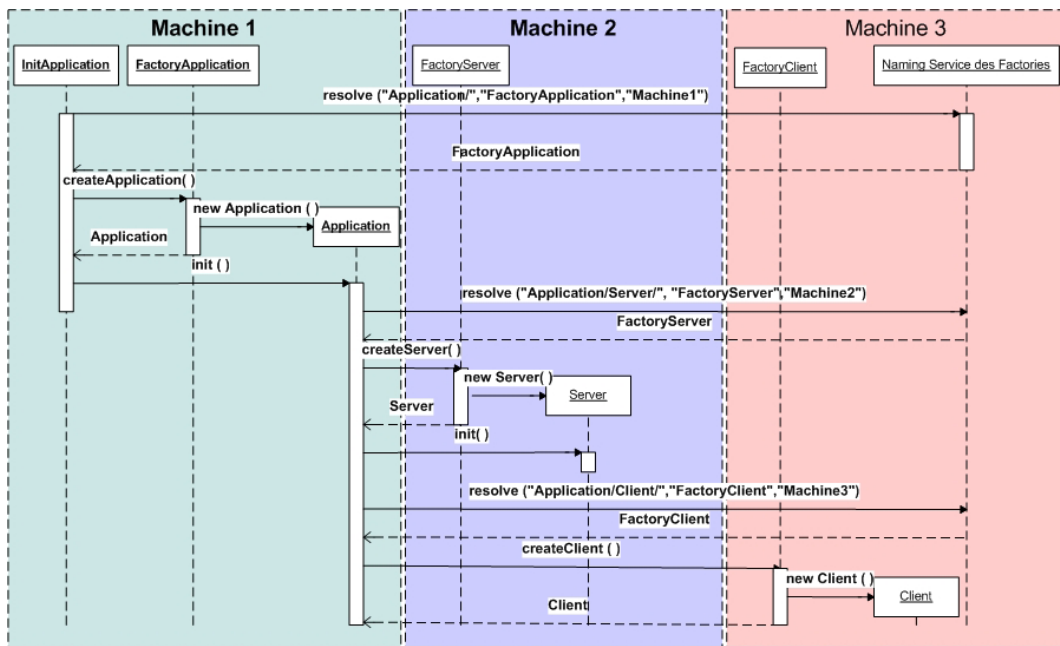 Machine 1
Machine 2
Machine 3
InitApplication
FactoryApplication
FactoryServer
FactoryClient
Naming Service des Factories
resolve ("Application/","FactoryApplication","Machine1")
FactoryApplication
createApplication( )
new Application ( )
Application
Application
init ( )
resolve ("Application/Server/", "FactoryServer","Machine2")
FactoryServer
createServer( )
new Server( )
Server
Server
init( )
resolve ("Application/Client/","FactoryClient","Machine3")
FactoryClient
createClient ( )
new Client ( )
Client
Client